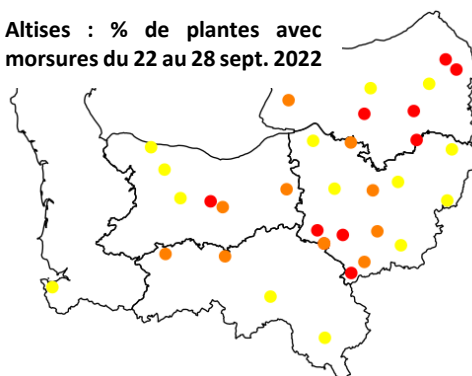 Altises : % de plantes avec
morsures du 22 au 28 sept. 2022